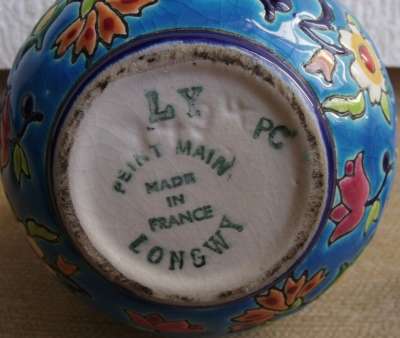 LY
PC
PEINT MAIN
MADE
IN
FRANCE
LONGWY